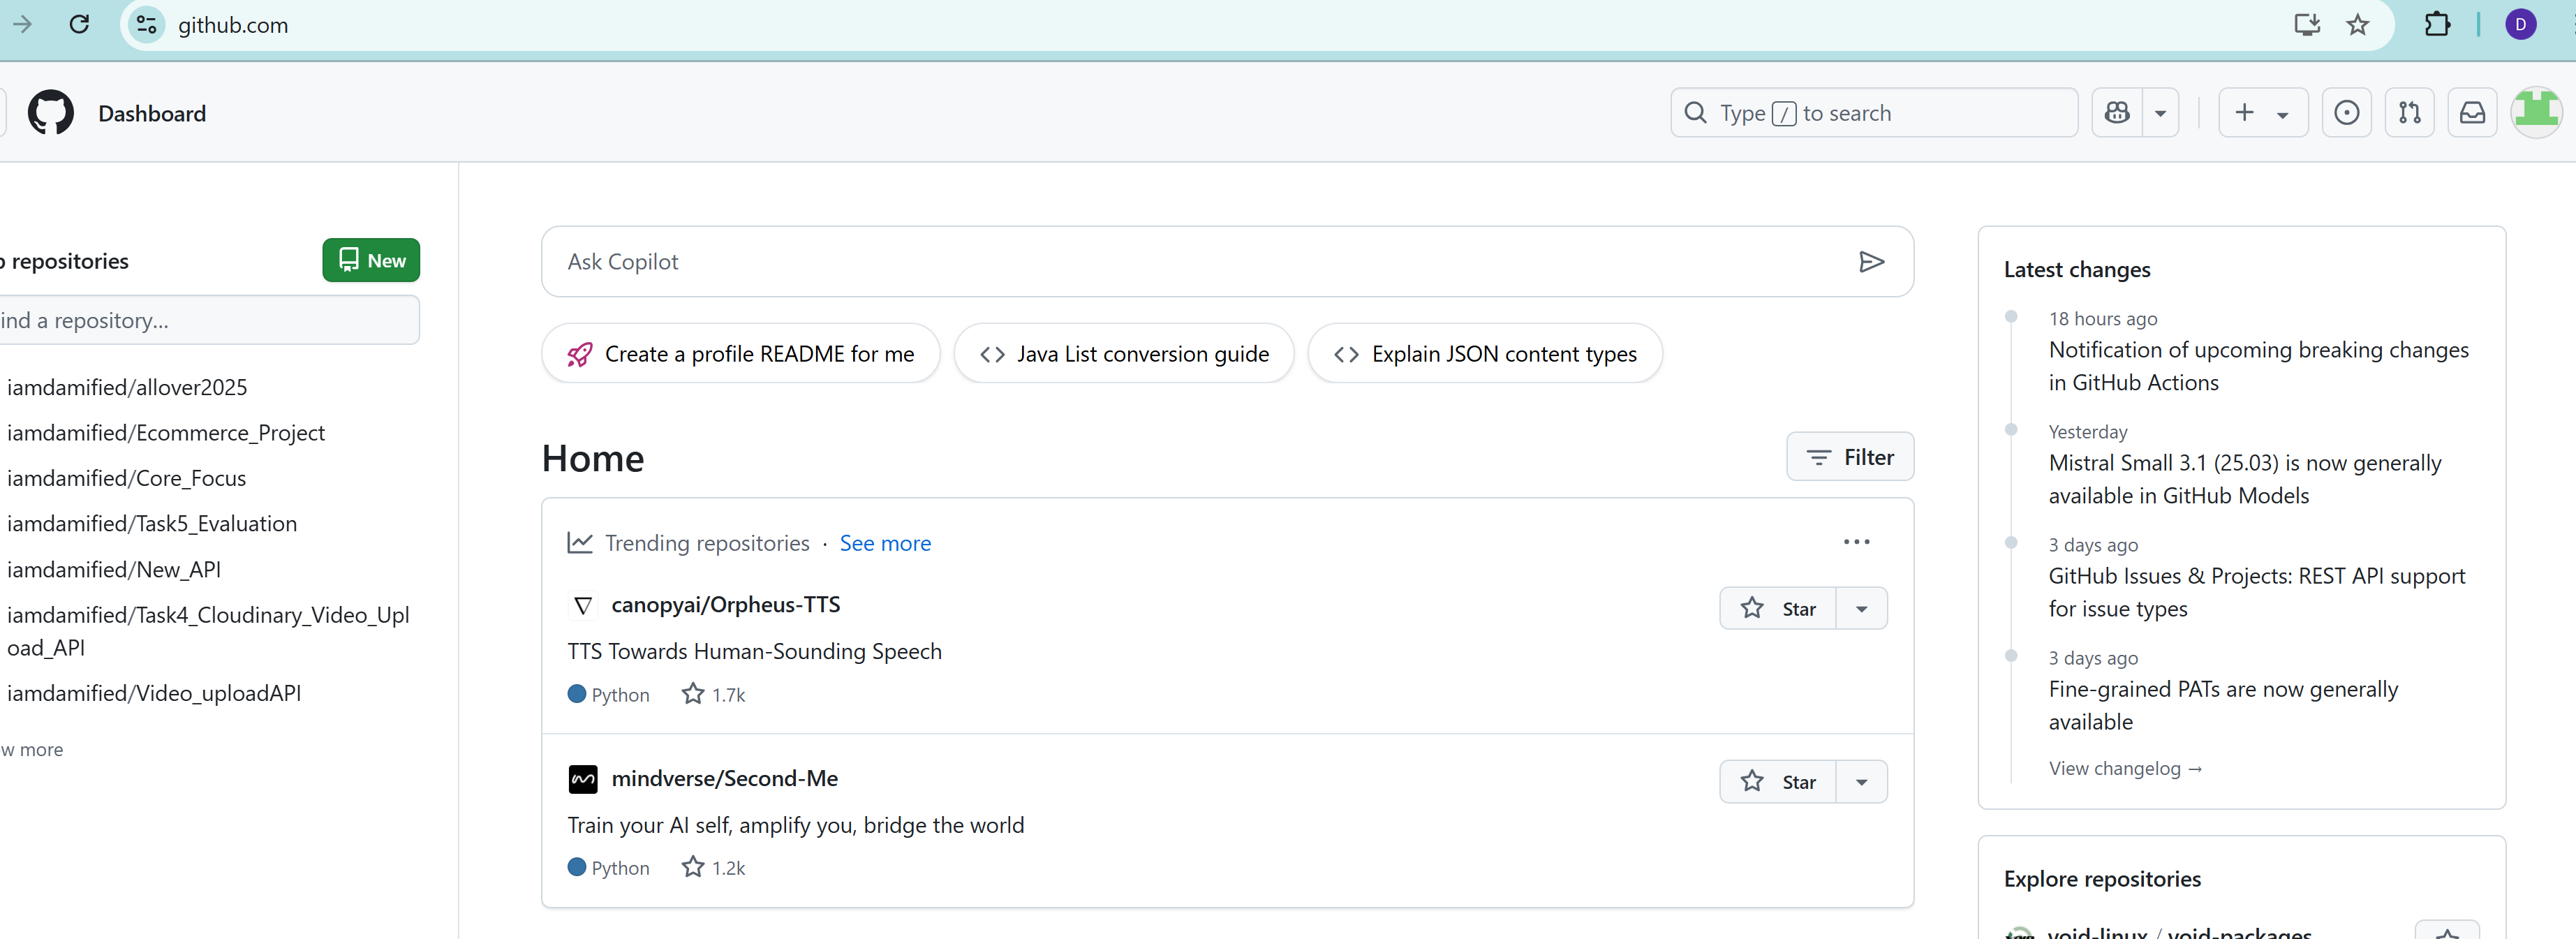 github.com
D
Dashboard
Type / to search
repositories
New
ind a repository...
iamdamified/allover2025
iamdamified/Ecommerce_Project
iamdamified/Core_Focus
iamdamified/Task5_Evaluation
iamdamified/New_API
iamdamified/Task4_Cloudinary_Video_Upl
oad_API
iamdamified/Video_uploadAPI
w more
Ask Copilot
Create a profile README for me
Java List conversion guide
Explain JSON content types
Home
Filter
Trending repositories · See more
canopyai/Orpheus-TTS
Star
TTS Towards Human-Sounding Speech
Python 1.7k
mindverse/Second-Me
Star
Train your AI self, amplify you, bridge the world
Python 1.2k
Latest changes
18 hours ago
Notification of upcoming breaking changes
in GitHub Actions
Yesterday
Mistral Small 3.1 (25.03) is now generally
available in GitHub Models
3 days ago
GitHub Issues & Projects: REST API support
for issue types
3 days ago
Fine-grained PATs are now generally
available
View changelog →
Explore repositories
void-linux / void-packages